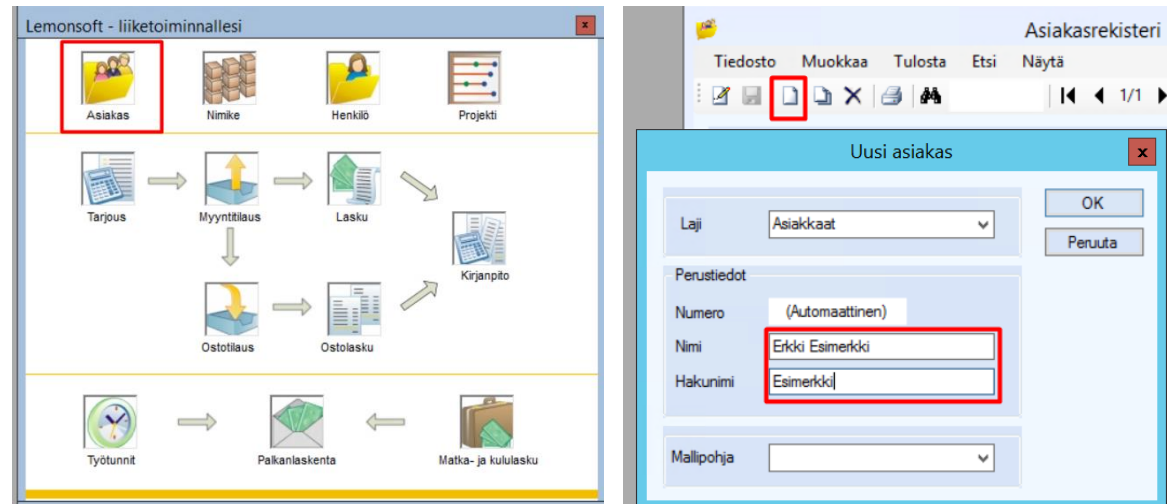 Lemonsoft - liiketoiminnallesi
x
Asiakas
Nimike
Henkilö
Projekti
Tarjous
Myyntitilaus
Lasku
Kirjanpito
Ostotilaus
Ostolasku
Työtunnit
Palkanlaskenta
Matka- ja kululasku
Asiakasrekisteri
Tiedosto Muokkaa Tulosta Etsi Näytä
1/1
Uusi asiakas
x
Laji Asiakkaat
OK
Peruuta
Perustiedot
Numero (Automaattinen)
Nimi Erkki Esimerkki
Hakunimi Esimerkki
Mallipohja